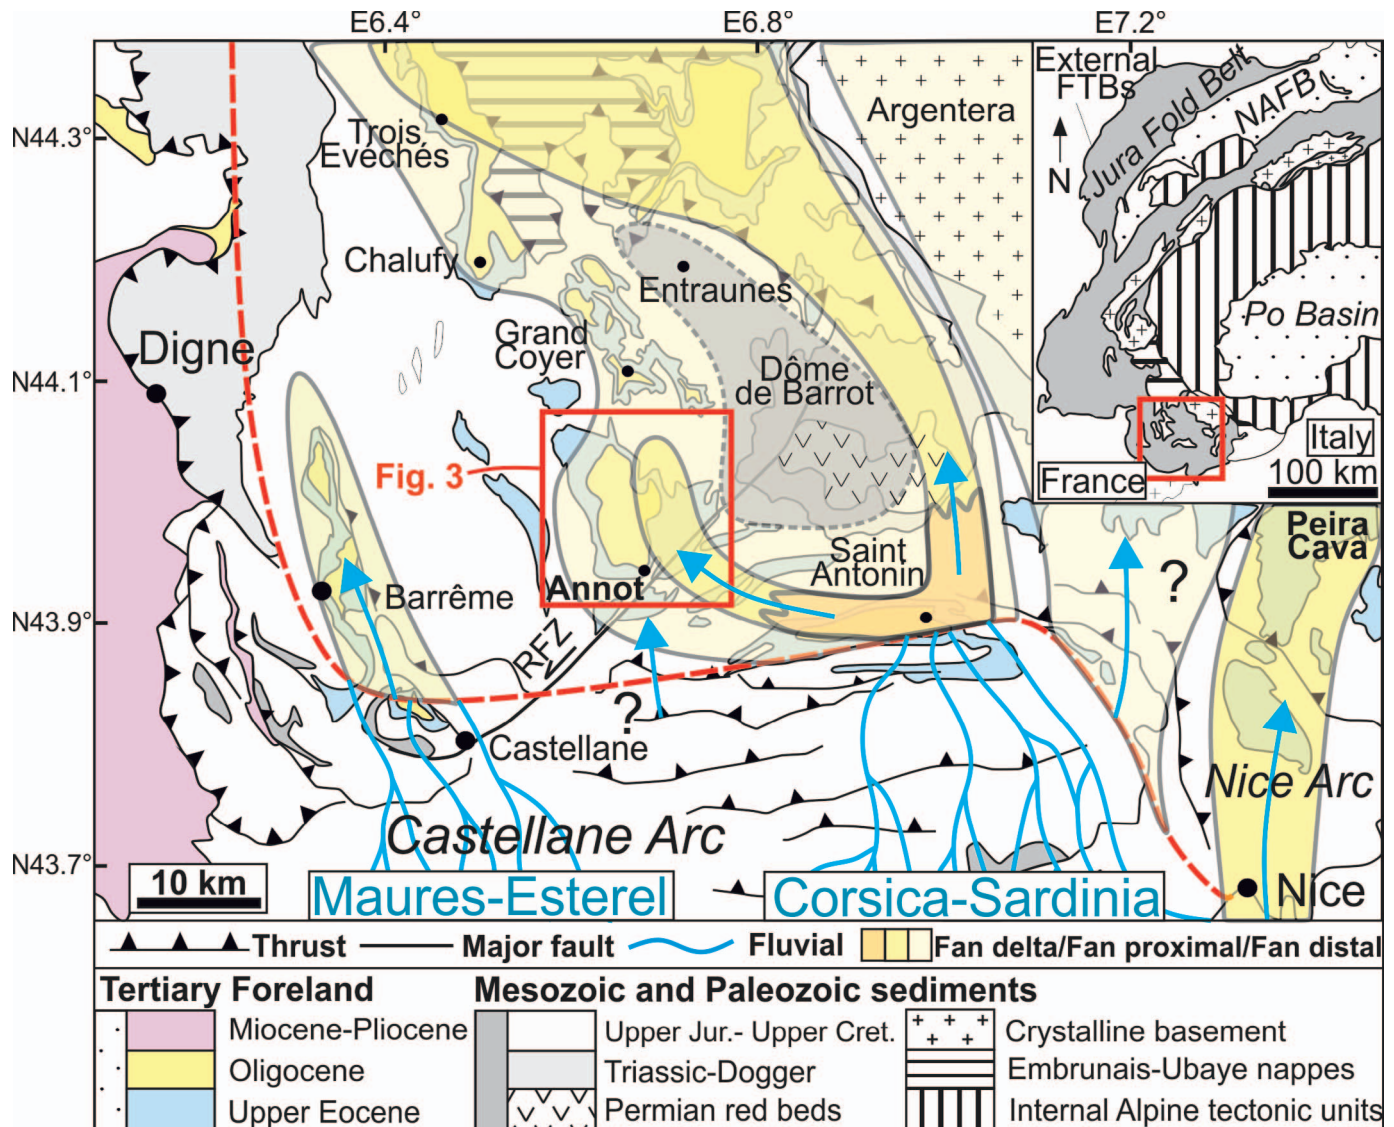 E6.4°
E6.8°
E7.2°
External
FTBs
Jura Fold Belt
NAFB
Argentera
N44.3°
Trois
Evêchés
N
Chalufy
Entraunes
Po Basin
Grand
Coyer
Digne
Dôme
de Barrot
N44.1°
Italy
Fig. 3
France
100 km
Peira
Cava
Saint
Antonin
?
Annot
Barrême
N43.9°
RFZ
?
Castellane
Nice Arc
Castellane Arc
N43.7°
10 km
Maures-Esterel
Corsica-Sardinia
Nice
Thrust
Major fault
Fluvial
Fan delta/Fan proximal/Fan distal
Tertiary Foreland
Mesozoic and Paleozoic sediments
Miocene-Pliocene
Upper Jur.- Upper Cret.
Crystalline basement
Oligocene
Triassic-Dogger
Embrunais-Ubaye nappes
Upper Eocene
Permian red beds
Internal Alpine tectonic units